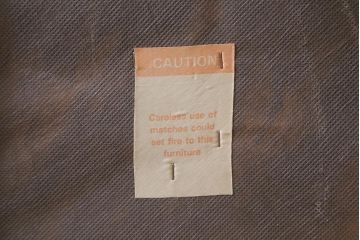 CAUTION
Careless use of
matches could
set fire to this
furniture